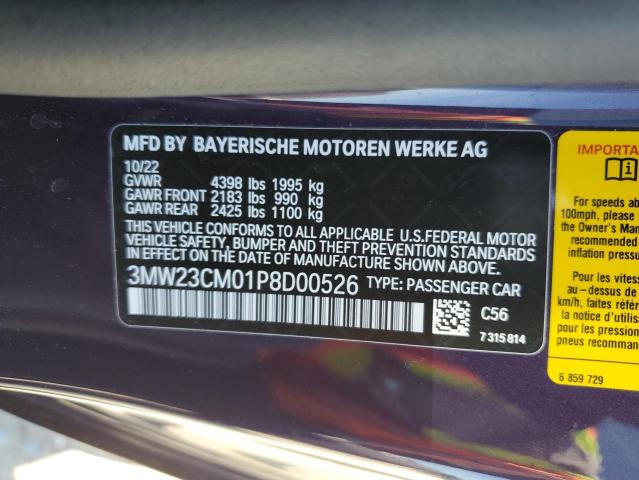 MFD BY BAYERISCHE MOTOREN WERKE AG
10/22
GVWR 4398 lbs 1995 kg
GAWR FRONT 2183 lbs 990 kg
GAWR REAR 2425 lbs 1100 kg
THIS VEHICLE CONFORMS TO ALL APPLICABLE U.S.FEDERAL MOTOR
VEHICLE SAFETY, BUMPER AND THEFT PREVENTION STANDARDS
IN EFFECT ON THE DATE OF MANUFACTURE SHOWN ABOVE.
3MW23CM01P8D00526 TYPE: PASSENGER CAR
C56
7 315 814
IMPORTA
For speeds ab
100mph, please
the Owner's Man
recommended
inflation pressu
Pour les vitess
au-dessus de
km/h, faites référ
notice d'utilisa
pour les pression
pneus recomman
6 859 729